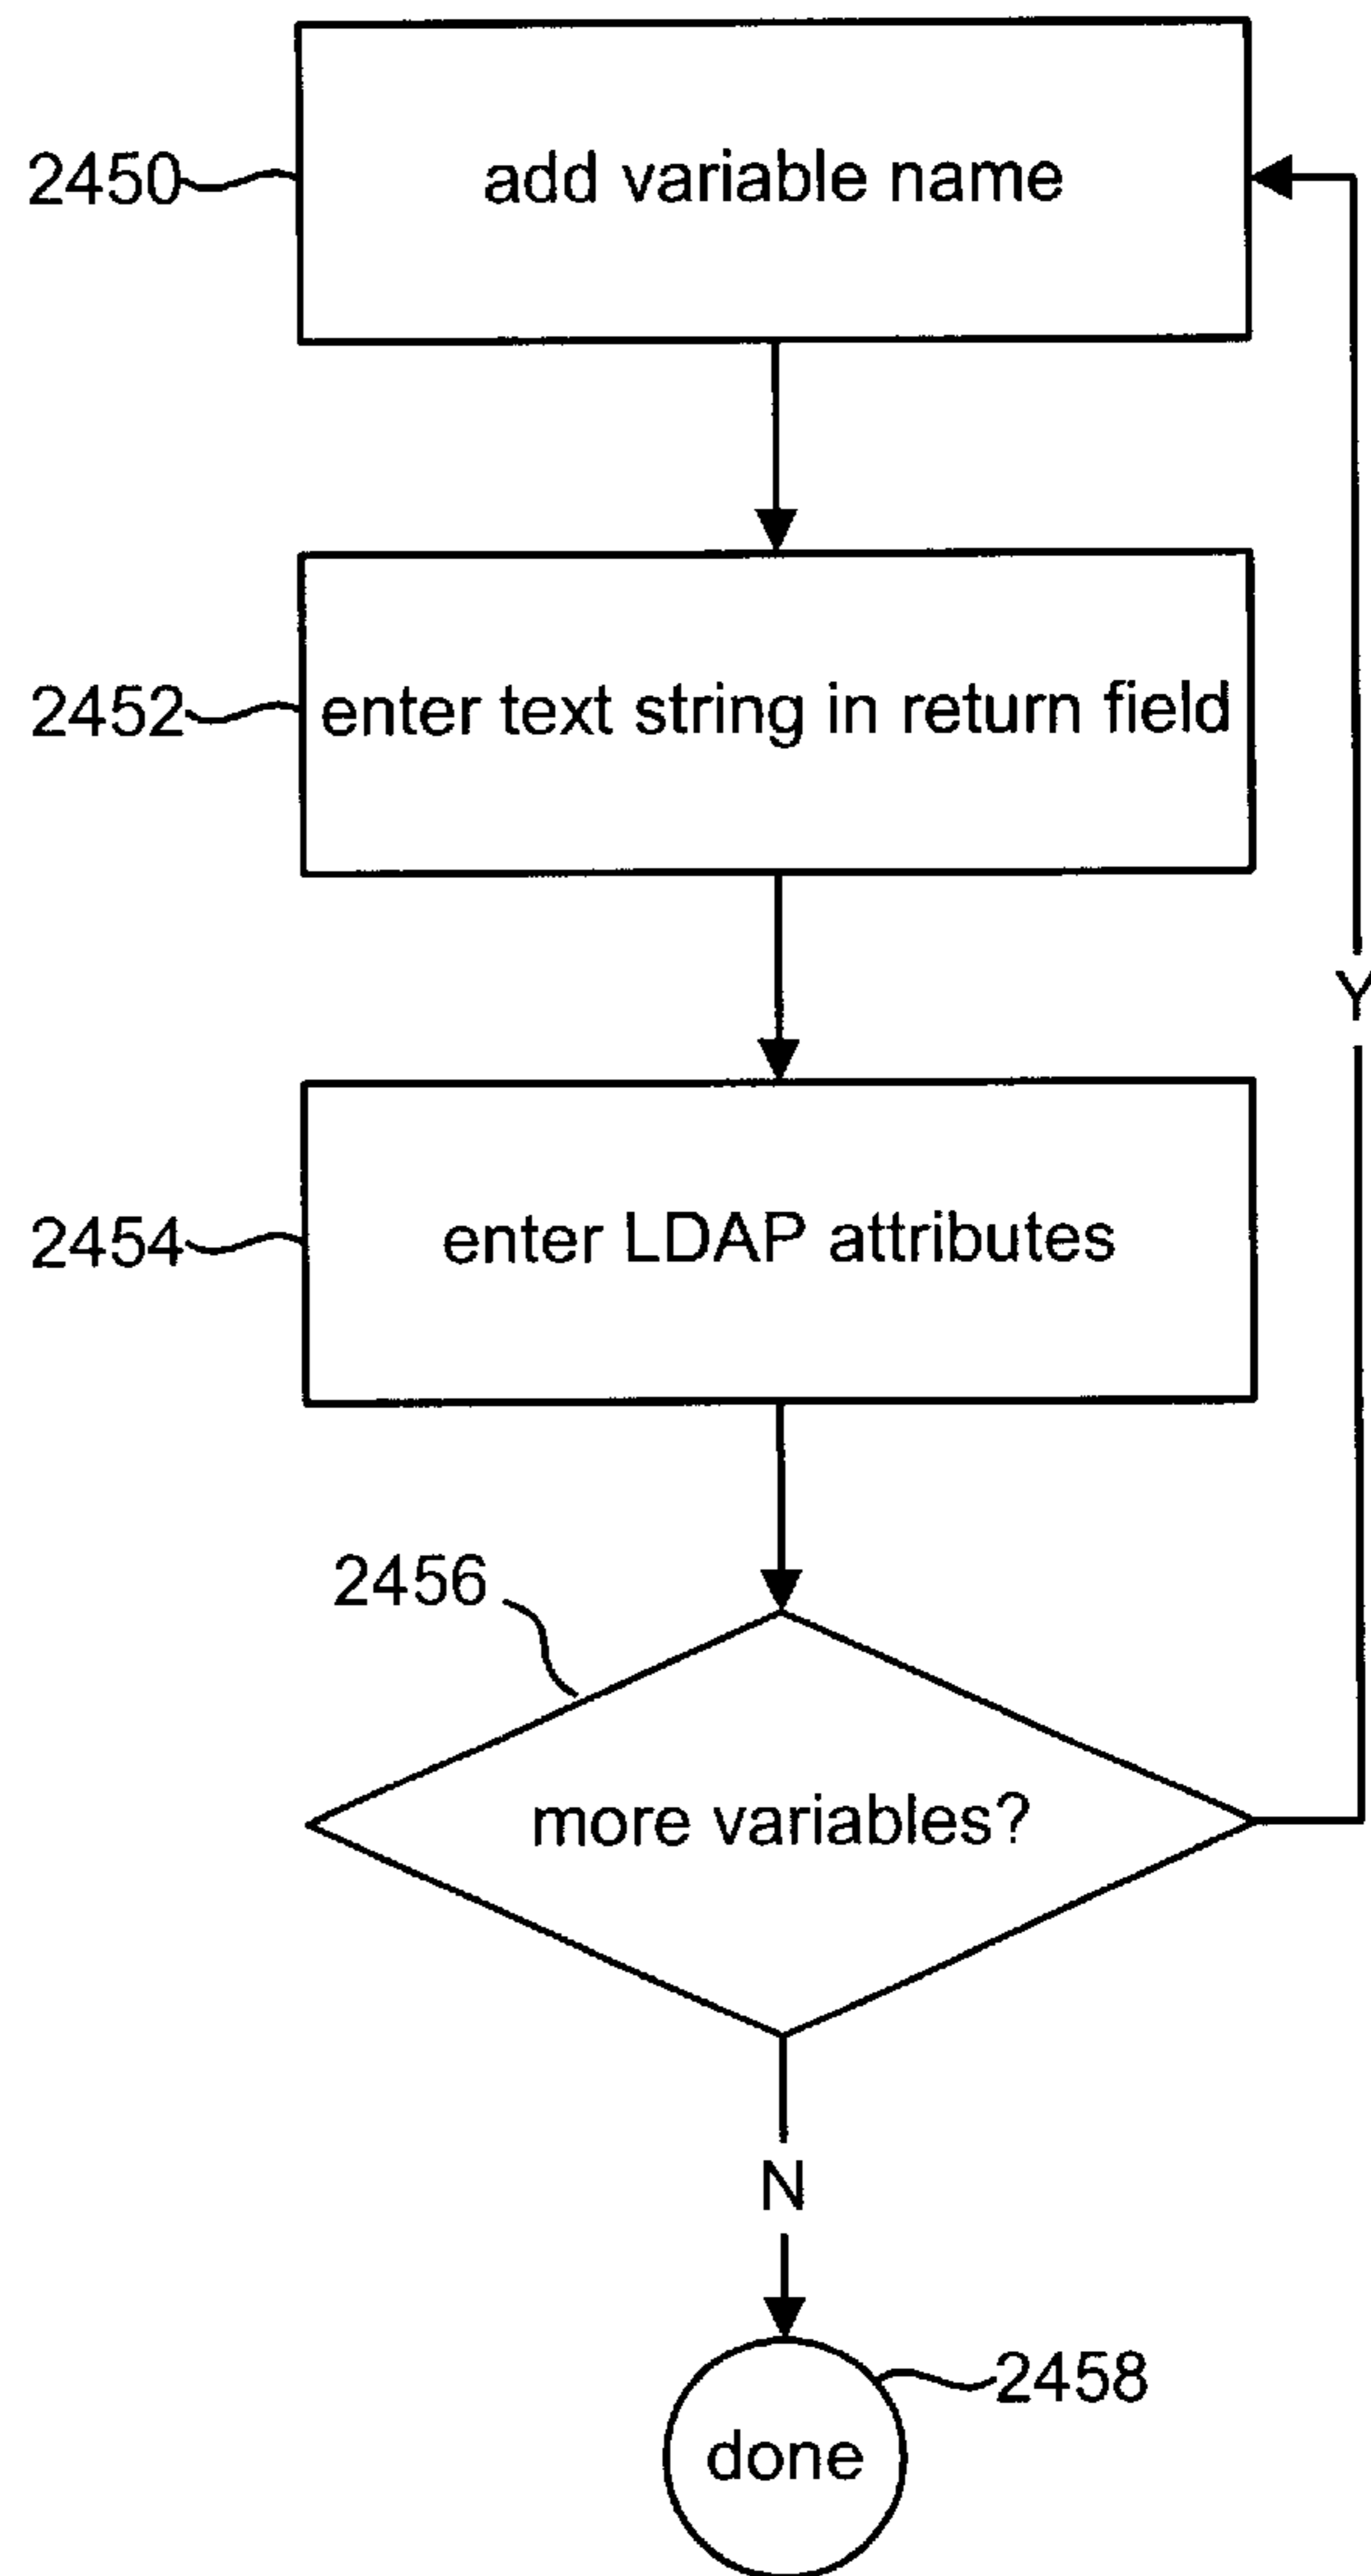 2450
add variable name
2452
enter text string in return field
Y
2454
enter LDAP attributes
2456
more variables?
N
2458
done